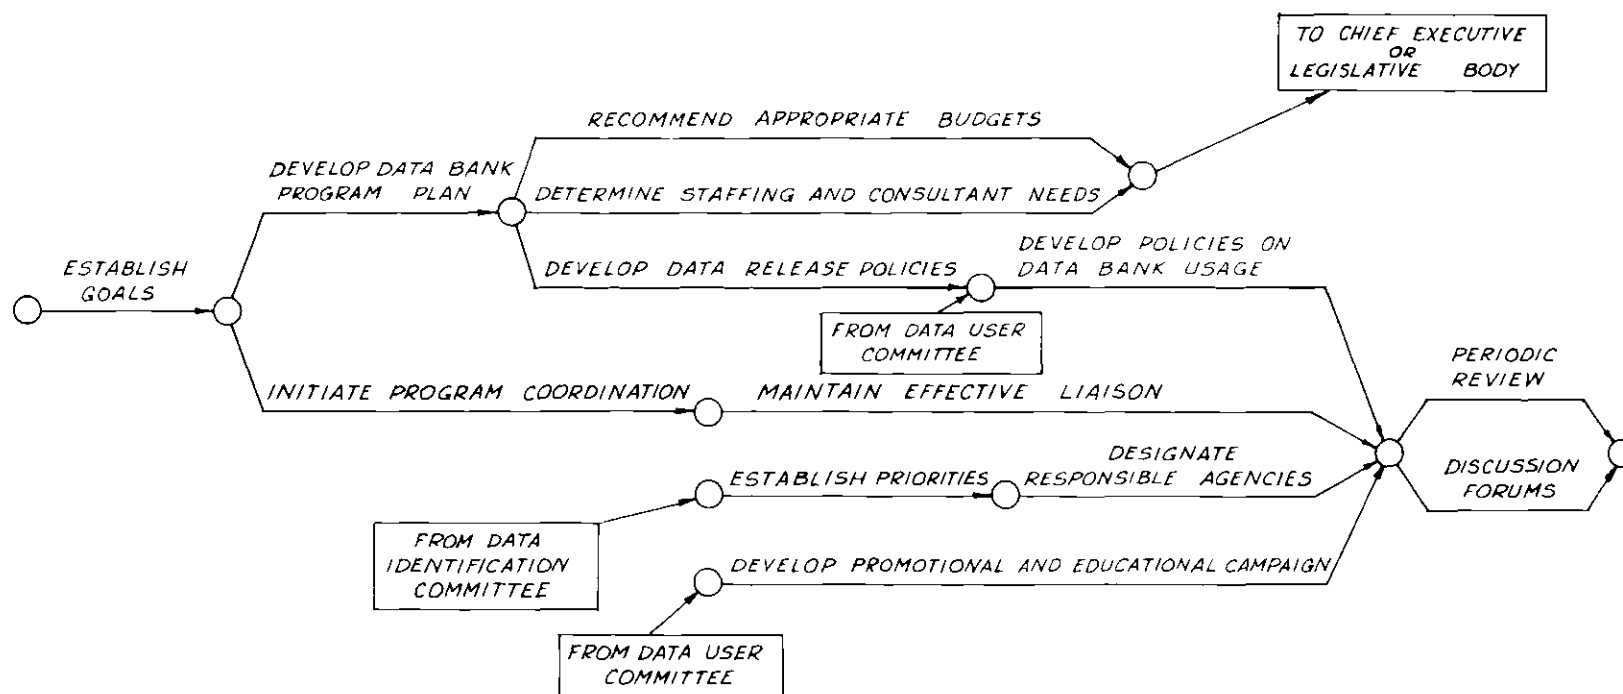 TO CHIEF EXECUTIVE
OR
LEGISLATIVE BODY
RECOMMEND APPROPRIATE BUDGETS
DEVELOP DATA BANK
PROGRAM PLAN
DETERMINE STAFFING AND CONSULTANT NEEDS
ESTABLISH
GOALS
DEVELOP DATA RELEASE POLICIES
DEVELOP POLICIES ON
DATA BANK USAGE
FROM DATA USER
COMMITTEE
INITIATE PROGRAM COORDINATION
MAINTAIN EFFECTIVE LIAISON
PERIODIC
REVIEW
ESTABLISH PRIORITIES
DESIGNATE
RESPONSIBLE AGENCIES
DISCUSSION
FORUMS
FROM DATA
IDENTIFICATION
COMMITTEE
DEVELOP PROMOTIONAL AND EDUCATIONAL CAMPAIGN
FROM DATA USER
COMMITTEE